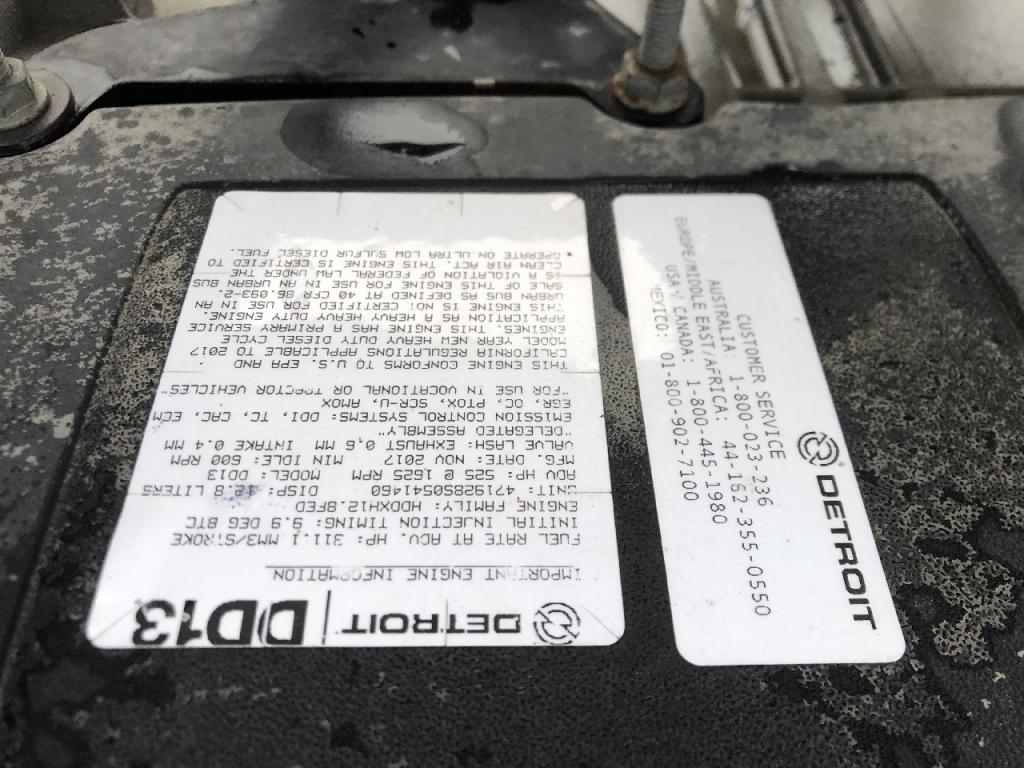 DETROIT DD13
IMPORTANT ENGINE INFORMATION
FUEL RATE AT ADV. HP: 311.1 MM3/STROKE
INITIAL INJECTION TIMING: 9.9 DEG BTC
ENGINE FAMILY: HDDXH12.8FED
UNIT: 471928S0541460 DISP: 12.8 LITERS
ADV HP: 525 @ 1625 RPM MODEL: DD13
MFG. DATE: NOV 2017 MIN IDLE: 600 RPM
VALVE LASH: EXHAUST 0,6 MM INTAKE 0.4 MM
"DELEGATED ASSEMBLY"
EMISSION CONTROL SYSTEMS: DDI, TC, CAC, ECM
EGR, OC, PTOX, SCR-U, AMOX
"FOR USE IN VOCATIONAL OR TRACTOR VEHICLES"
THIS ENGINE CONFORMS TO U.S. EPA AND
CALIFORNIA REGULATIONS APPLICABLE TO 2017
MODEL YEAR NEW HEAVY DUTY DIESEL CYCLE
ENGINES. THIS ENGINE HAS A PRIMARY SERVICE
APPLICATION AS A HEAVY HEAVY DUTY ENGINE.
THIS ENGINE IS NOT CERTIFIED FOR USE IN AN
URBAN BUS AS DEFINED AT 40 CFR 86.093-2.
SALE OF THIS ENGINE FOR USE IN AN URBAN BUS
IS A VIOLATION OF FEDERAL LAW UNDER THE
CLEAN AIR ACT. THIS ENGINE IS CERTIFIED TO
OPERATE ON ULTRA LOW SULFUR DIESEL FUEL.
DETROIT
CUSTOMER SERVICE
AUSTRALIA: 1-800-023-236
EUROPE/MIDDLE EAST/AFRICA: 44-162-355-0550
USA / CANADA: 1-800-445-1980
MEXICO: 01-800-902-7100